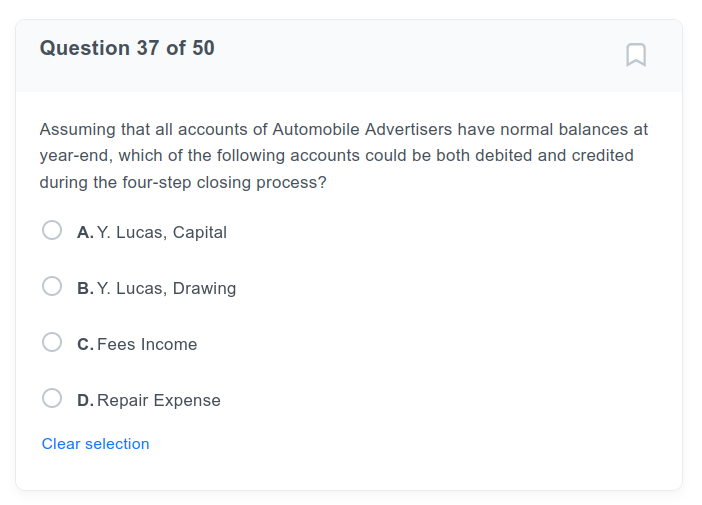 Question 37 of 50
Assuming that all accounts of Automobile Advertisers have normal balances at
year-end, which of the following accounts could be both debited and credited
during the four-step closing process?
A. Y. Lucas, Capital
B. Y. Lucas, Drawing
C. Fees Income
D. Repair Expense
Clear selection